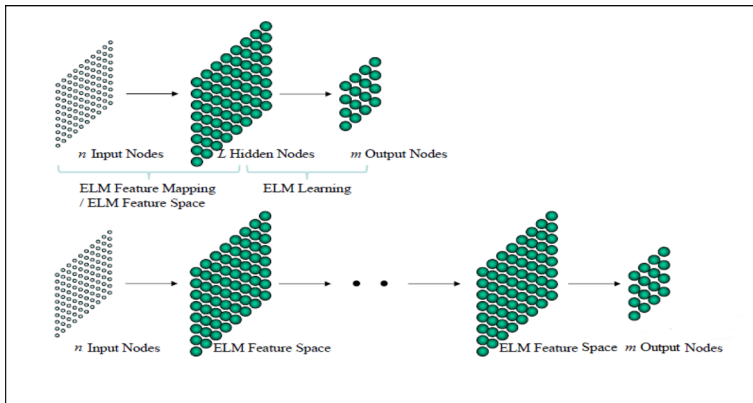 n Input Nodes
L Hidden Nodes
m Output Nodes
ELM Feature Mapping
/ ELM Feature Space
ELM Learning
n Input Nodes
ELM Feature Space
ELM Feature Space
m Output Nodes